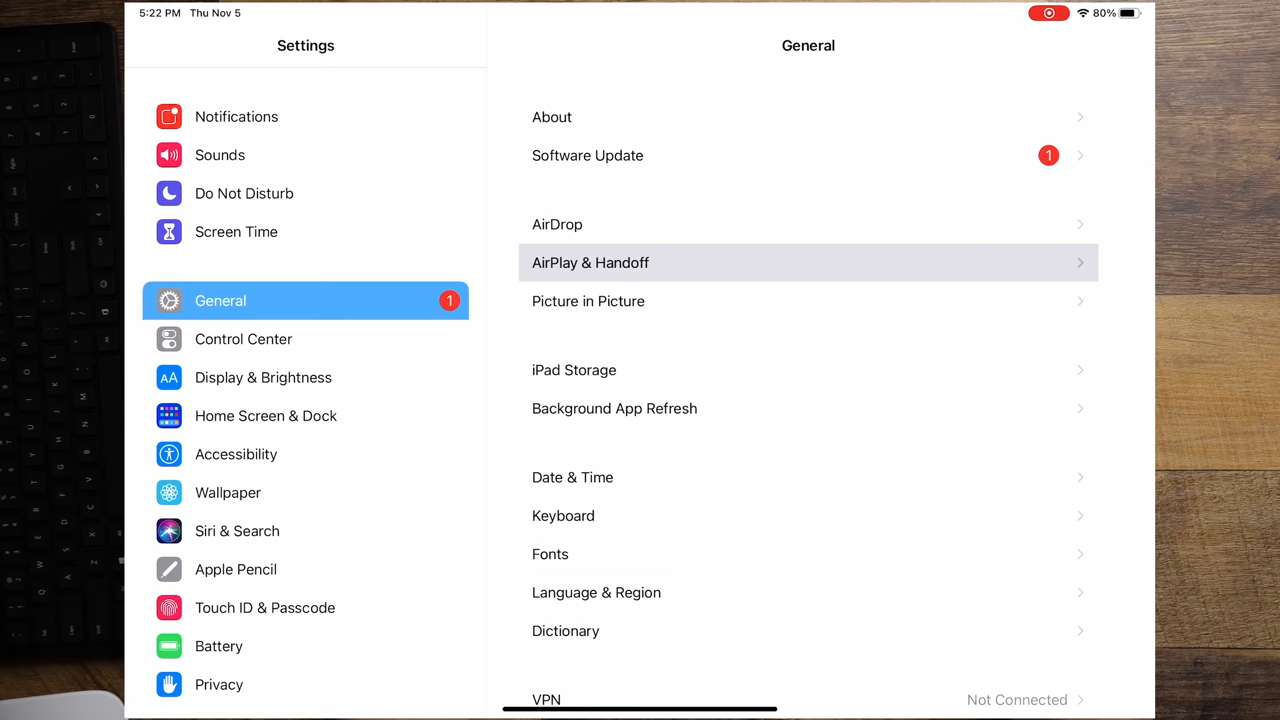 5:22 PM Thu Nov 5
80%
Settings
Notifications
Sounds
Do Not Disturb
Screen Time
General 1
Control Center
AA Display & Brightness
Home Screen & Dock
Accessibility
Wallpaper
Siri & Search
Apple Pencil
Touch ID & Passcode
Battery
Privacy
General
About
Software Update 1
AirDrop
AirPlay & Handoff
Picture in Picture
iPad Storage
Background App Refresh
Date & Time
Keyboard
Fonts
Language & Region
Dictionary
VPN Not Connected